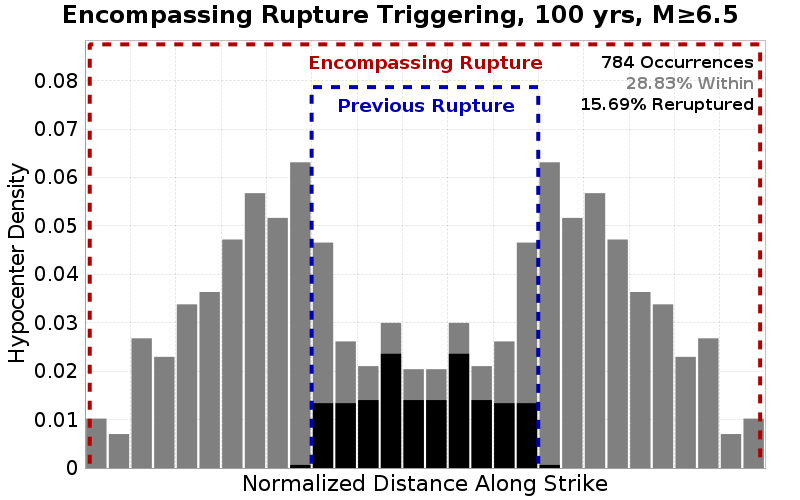 Encompassing Rupture Triggering, 100 yrs, M≥6.5
Encompassing Rupture
784 Occurrences
28.83% Within
Previous Rupture
15.69% Reruptured
Hypocenter Density
0.08
0.07
0.06
0.05
0.04
0.03
0.02
0.01
0
Normalized Distance Along Strike